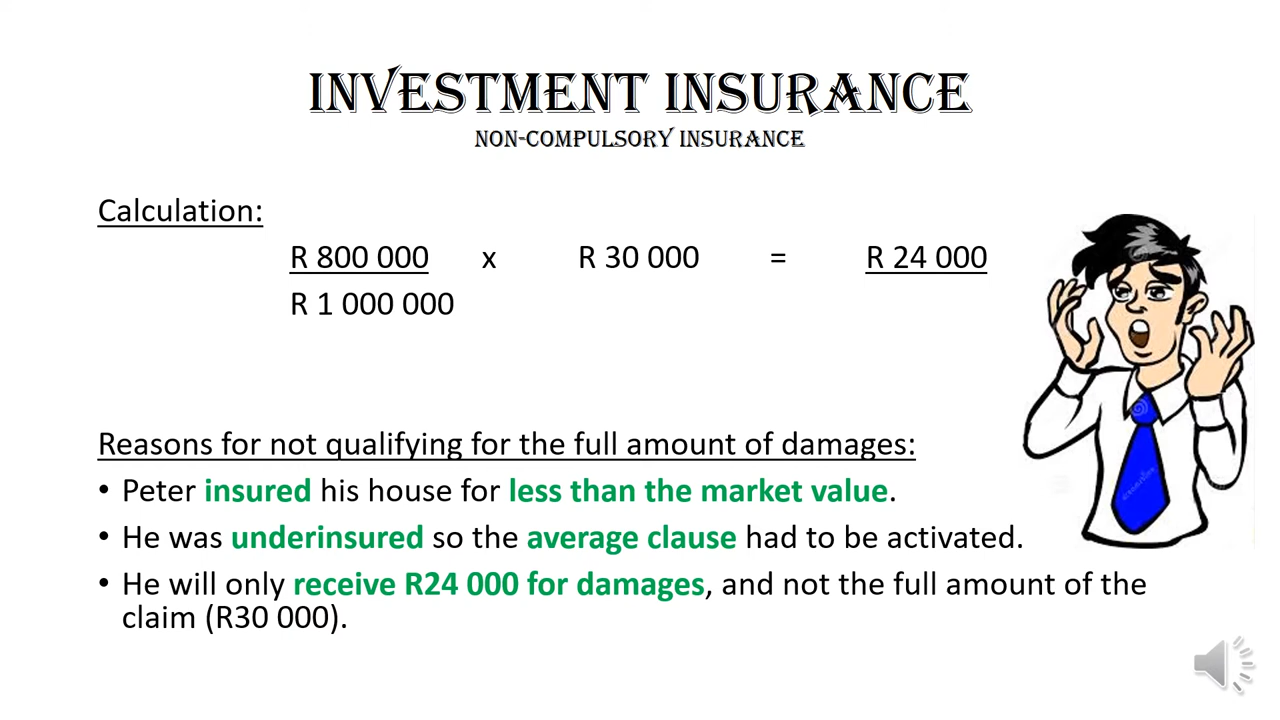 INVESTMENT INSURANCE
NON-COMPULSORY INSURANCE
Calculation:
R 800 000 x R 30 000 = R 24 000
R 1 000 000
Reasons for not qualifying for the full amount of damages:
• Peter insured his house for less than the market value.
• He was underinsured so the average clause had to be activated.
• He will only receive R24 000 for damages, and not the full amount of the
claim (R30 000).